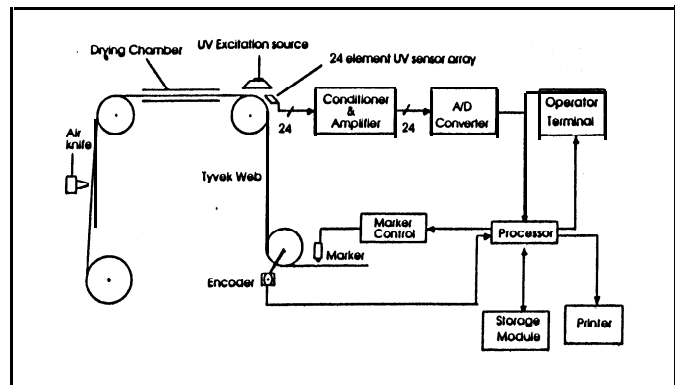 UV Excitation source
Drying Chamber
24 element UV sensor array
Conditioner
&
Amplifier
A/D
Converter
Operator
Terminal
24
24
Air
knife
Tyvek Web
Marker
Control
Processor
Marker
Encoder
Storage
Module
Printer